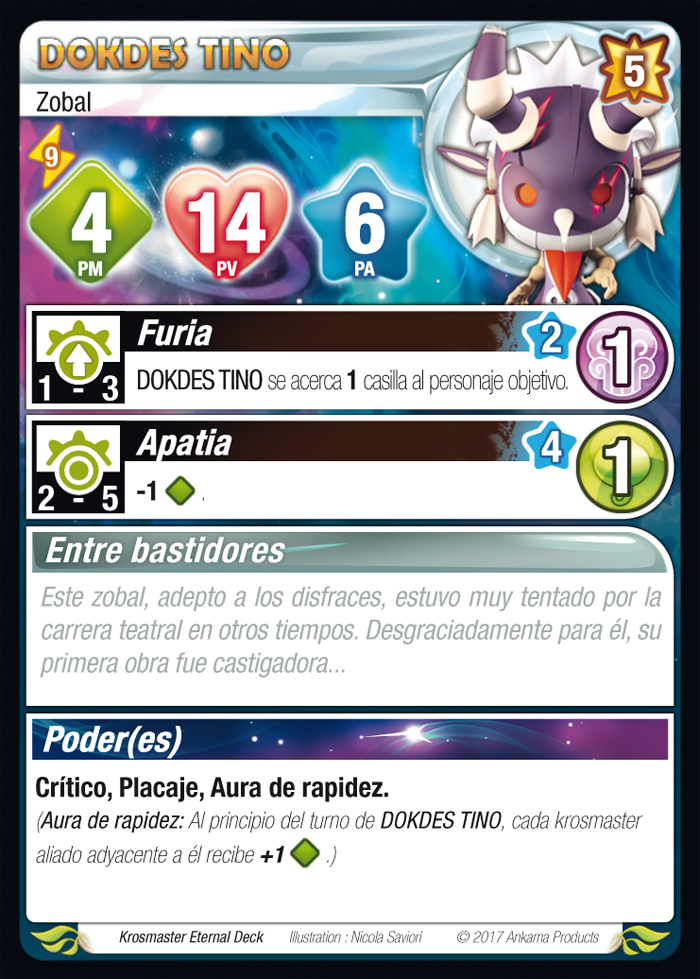 DOKDES TINO
5
Zobal
9
4
PM
14
PV
6
PA
Furia
2
1
1 - 3
DOKDES TINO se acerca 1 casilla al personaje objetivo.
Apatia
4
1
2 - 5
-1 .
Entre bastidores
Este zobal, adepto a los disfraces, estuvo muy tentado por la
carrera teatral en otros tiempos. Desgraciadamente para él, su
primera obra fue castigadora...
Poder(es)
Crítico, Placaje, Aura de rapidez.
(Aura de rapidez: Al principio del turno de DOKDES TINO, cada krosmaster
aliado adyacente a él recibe +1 .)
Krosmaster Eternal Deck Illustration : Nicola Saviori © 2017 Ankama Products